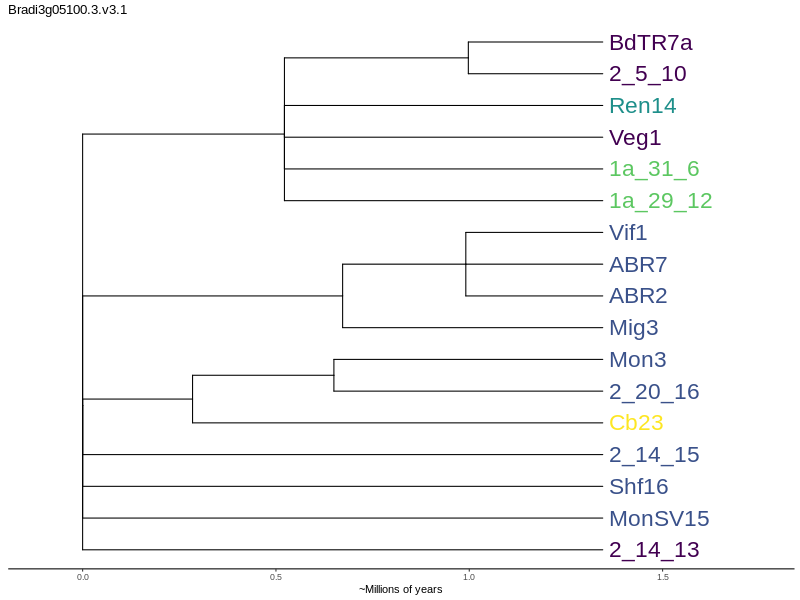 Bradi3g05100.3.v3.1
BdTR7a
2_5_10
Ren14
Veg1
1a_31_6
1a_29_12
Vif1
ABR7
ABR2
Mig3
Mon3
2_20_16
Cb23
2_14_15
Shf16
MonSV15
2_14_13
0.0 0.5 1.0 1.5
~Millions of years